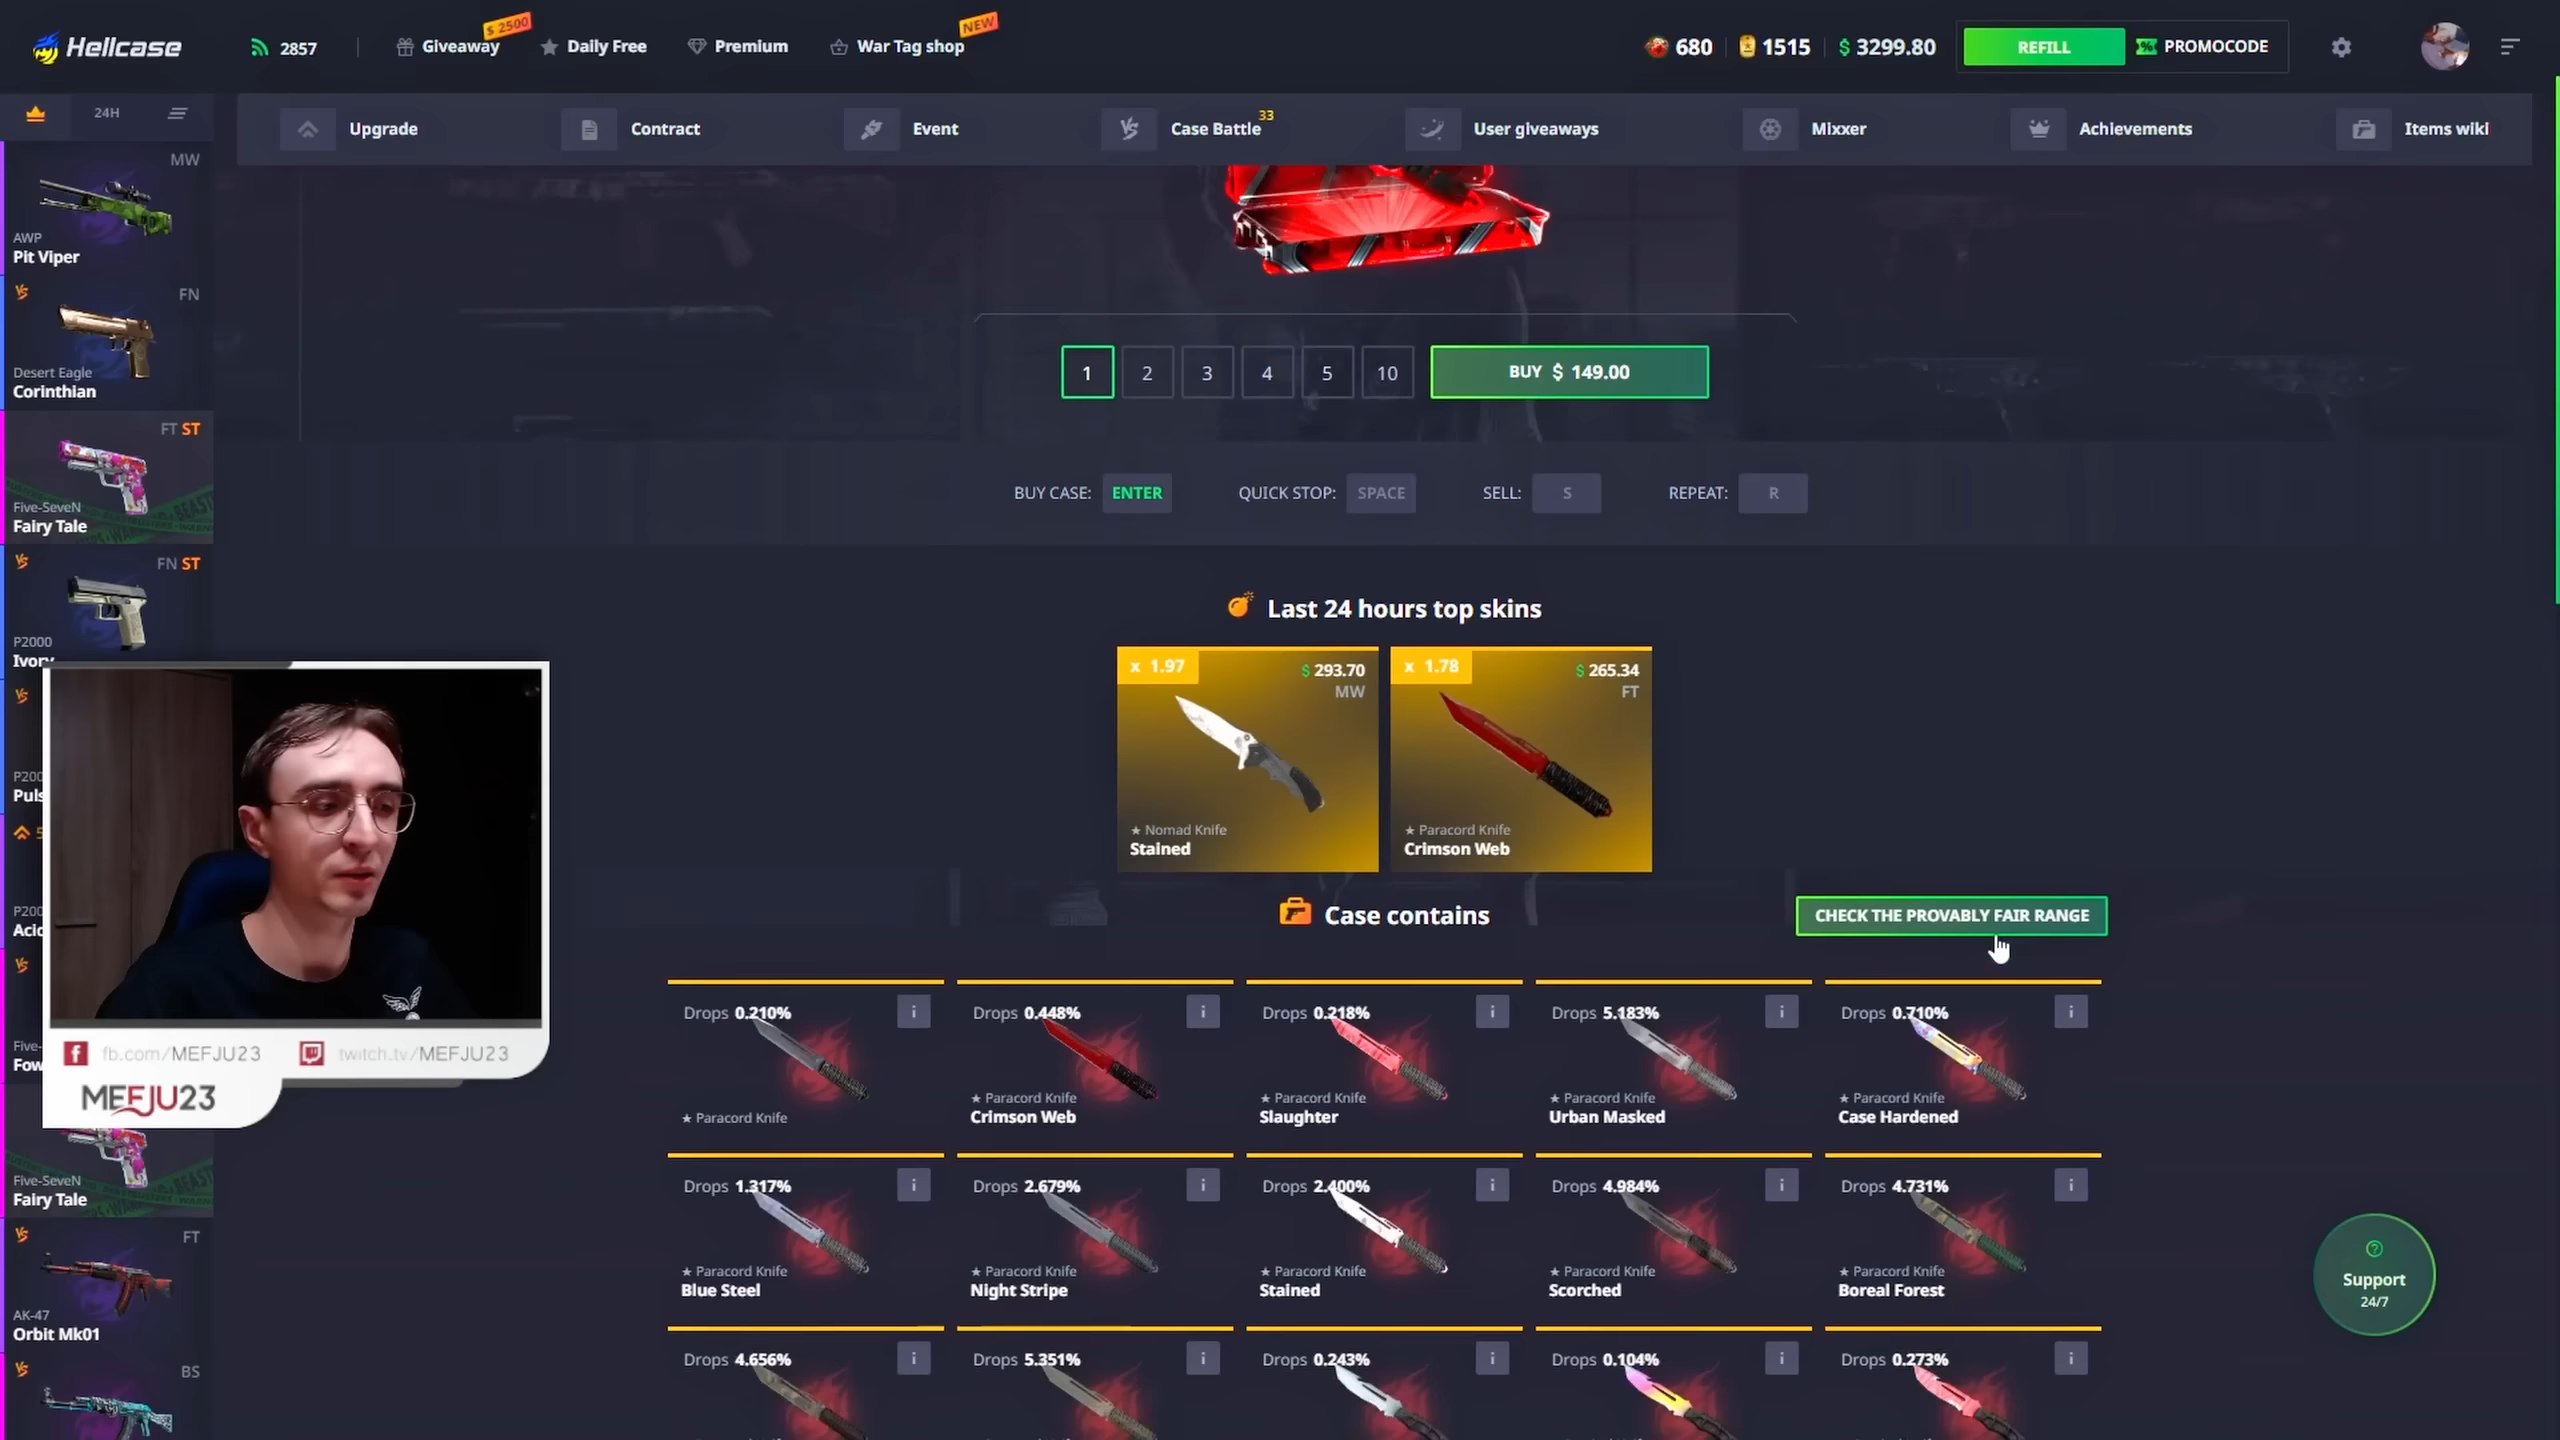 Hellcase
2857
Giveaway
$ 2500
Daily Free
Premium
War Tag shop
NEW
680
1515
$ 3299.80
REFILL
PROMOCODE
24H
Upgrade
Contract
Event
Case Battle
33
User giveaways
Mixxer
Achievements
Items wiki
MW
AWP
Pit Viper
FN
Desert Eagle
Corinthian
FT ST
Five-SeveN
Fairy Tale
FN ST
P2000
Ivory
1
2
3
4
5
10
BUY $ 149.00
BUY CASE: ENTER
QUICK STOP: SPACE
SELL: S
REPEAT: R
Last 24 hours top skins
x 1.97
$ 293.70
MW
★ Nomad Knife
Stained
x 1.78
$ 265.34
FT
★ Paracord Knife
Crimson Web
Case contains
CHECK THE PROVABLY FAIR RANGE
Drops 0.210%
★ Paracord Knife
Drops 0.448%
★ Paracord Knife
Crimson Web
Drops 0.218%
★ Paracord Knife
Slaughter
Drops 5.183%
★ Paracord Knife
Urban Masked
Drops 0.710%
★ Paracord Knife
Case Hardened
Drops 1.317%
★ Paracord Knife
Blue Steel
Drops 2.679%
★ Paracord Knife
Night Stripe
Drops 2.400%
★ Paracord Knife
Stained
Drops 4.984%
★ Paracord Knife
Scorched
Drops 4.731%
★ Paracord Knife
Boreal Forest
Drops 4.656%
Drops 5.351%
Drops 0.243%
Drops 0.104%
Drops 0.273%
fb.com/MEFJU23
twitch.tv/MEFJU23
MEFJU23
Five-SeveN
Fairy Tale
FT
AK-47
Orbit Mk01
BS
Support
24/7